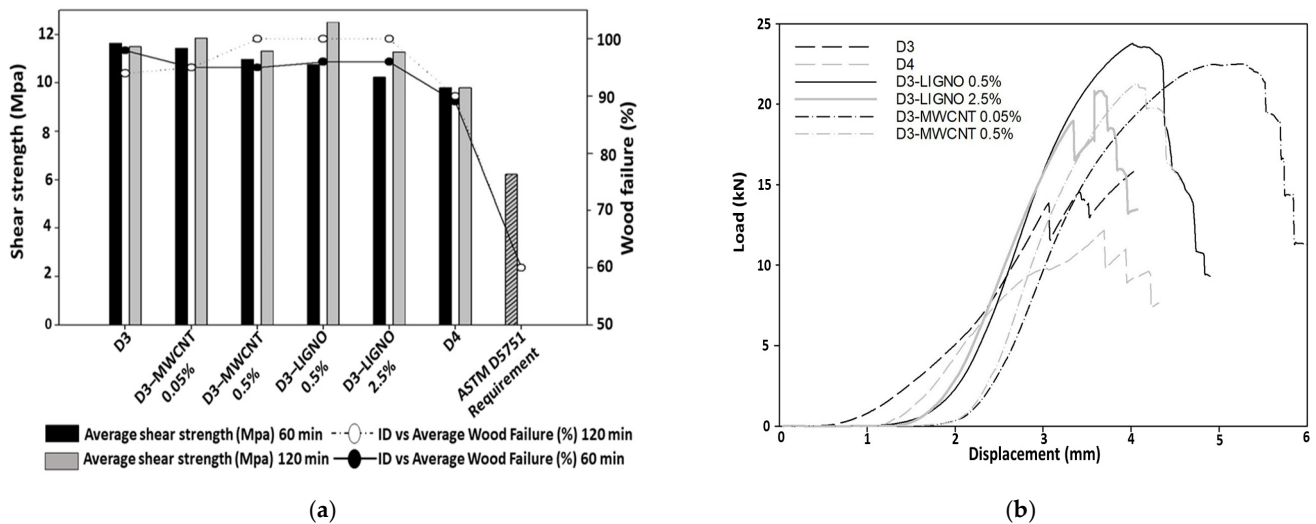 12
10
8
6
4
2
0
Shear strength (Mpa)
100
90
80
70
60
50
Wood failure (%)
D3
D3–MWCNT
0.05%
D3–MWCNT
0.5%
D3–LIGNO
0.5%
D3–LIGNO
2.5%
D4
ASTM D5751
Requirement
Average shear strength (Mpa) 60 min
ID vs Average Wood Failure (%) 120 min
Average shear strength (Mpa) 120 min
ID vs Average Wood Failure (%) 60 min
(a)
25
20
15
10
5
0
Load (kN)
D3
D4
D3-LIGNO 0.5%
D3-LIGNO 2.5%
D3-MWCNT 0.05%
D3-MWCNT 0.5%
0
1
2
3
4
5
6
Displacement (mm)
(b)